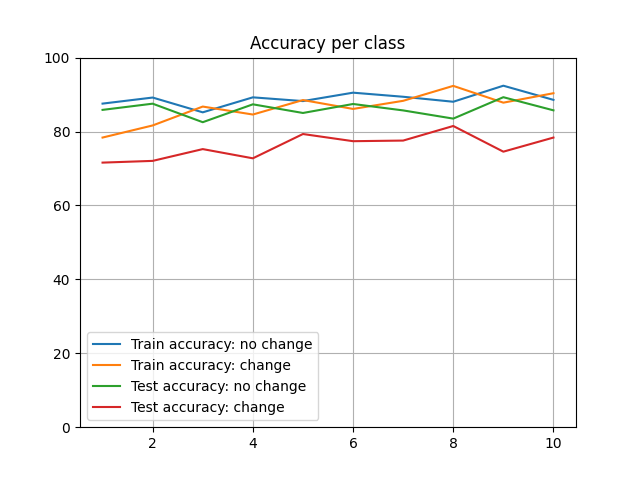 Accuracy per class
100
80
60
40
20
0
2 4 6 8 10
Train accuracy: no change
Train accuracy: change
Test accuracy: no change
Test accuracy: change